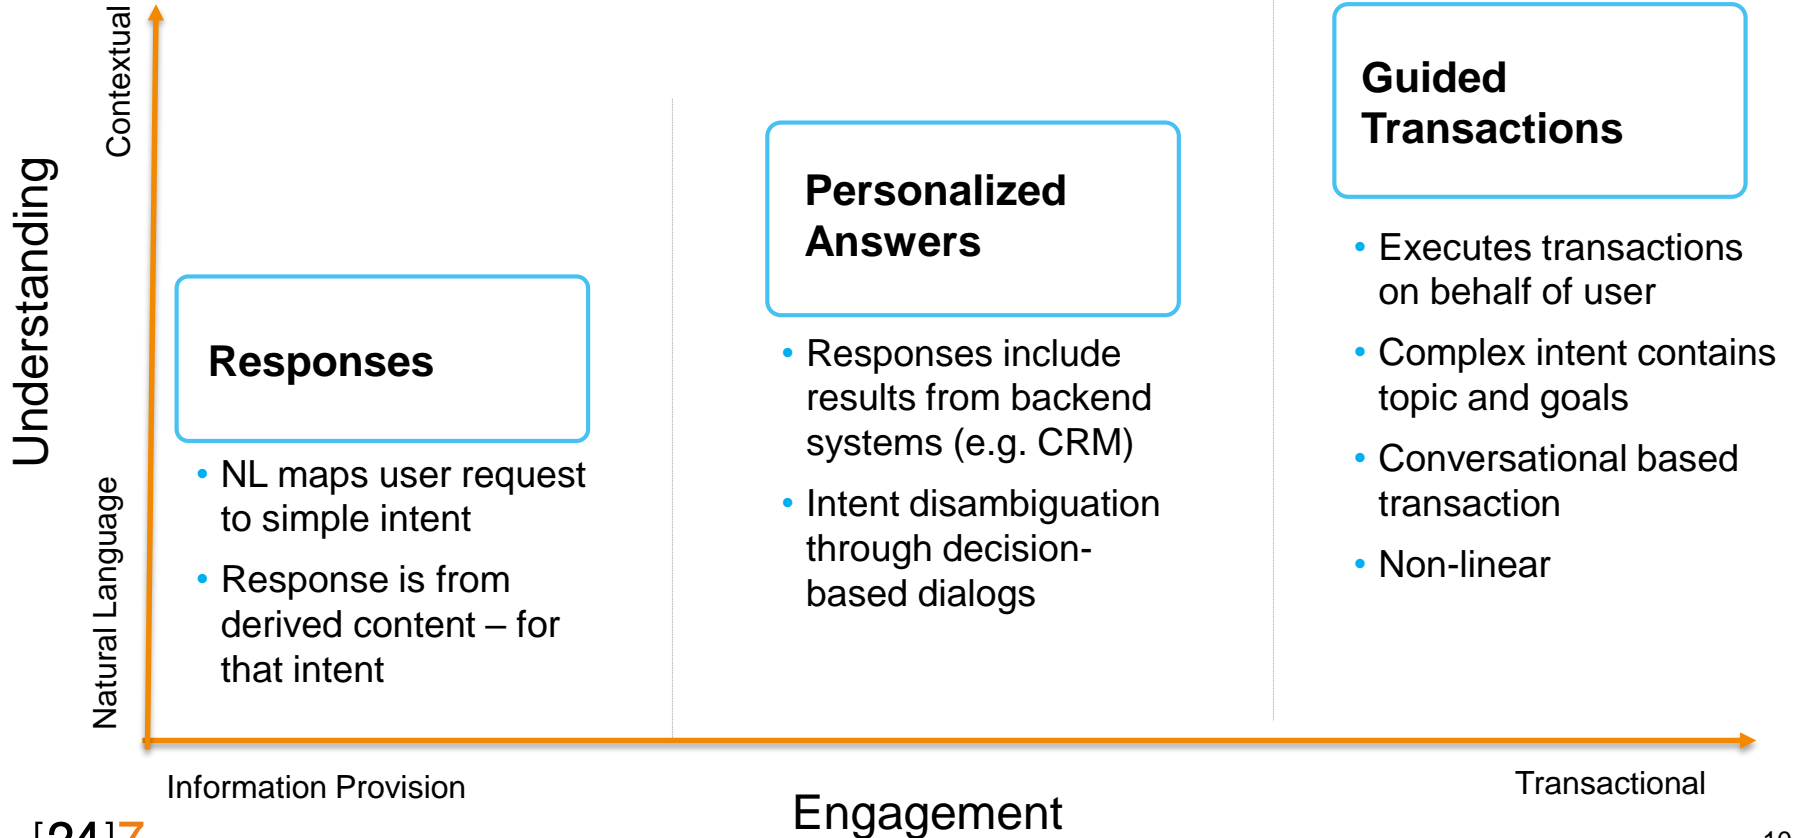 Contextual
Understanding
Natural Language
Responses
• NL maps user request
to simple intent
• Response is from
derived content – for
that intent
Personalized
Answers
• Responses include
results from backend
systems (e.g. CRM)
• Intent disambiguation
through decision-
based dialogs
Guided
Transactions
• Executes transactions
on behalf of user
• Complex intent contains
topic and goals
• Conversational based
transaction
• Non-linear
Information Provision
Engagement
Transactional
[24]7